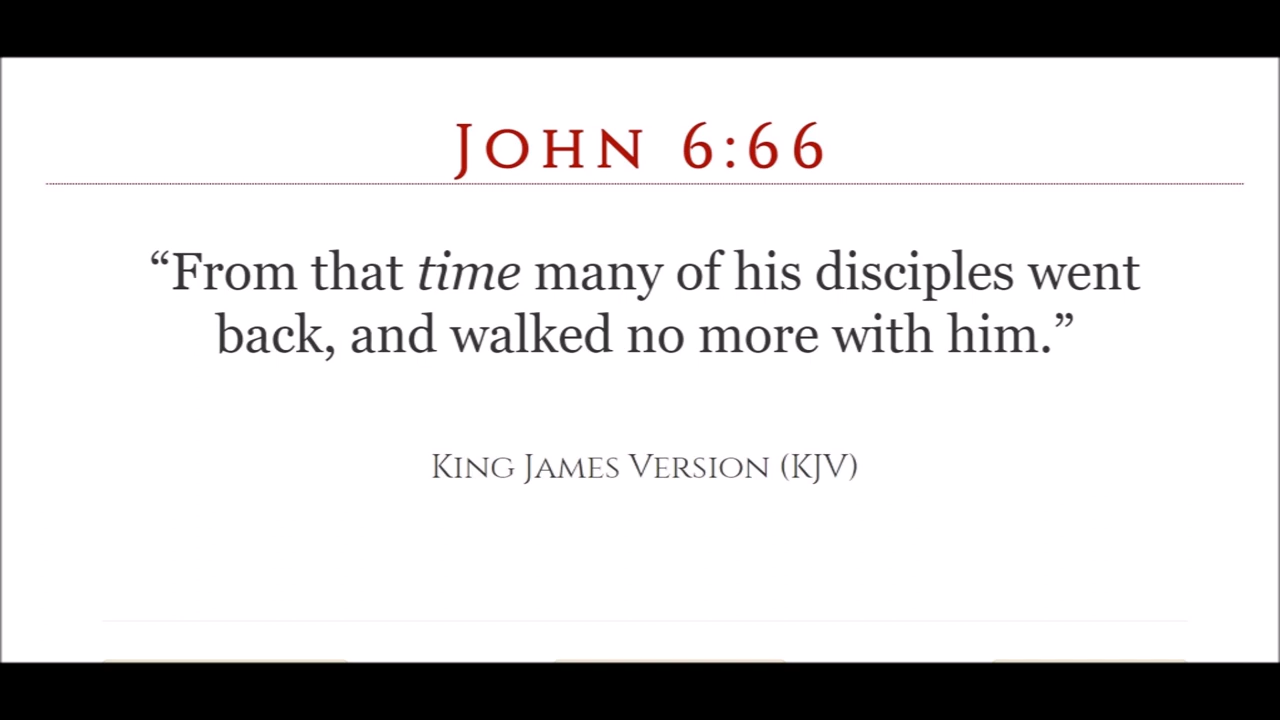 John 6:66
“From that time many of his disciples went
back, and walked no more with him.”
King James Version (KJV)